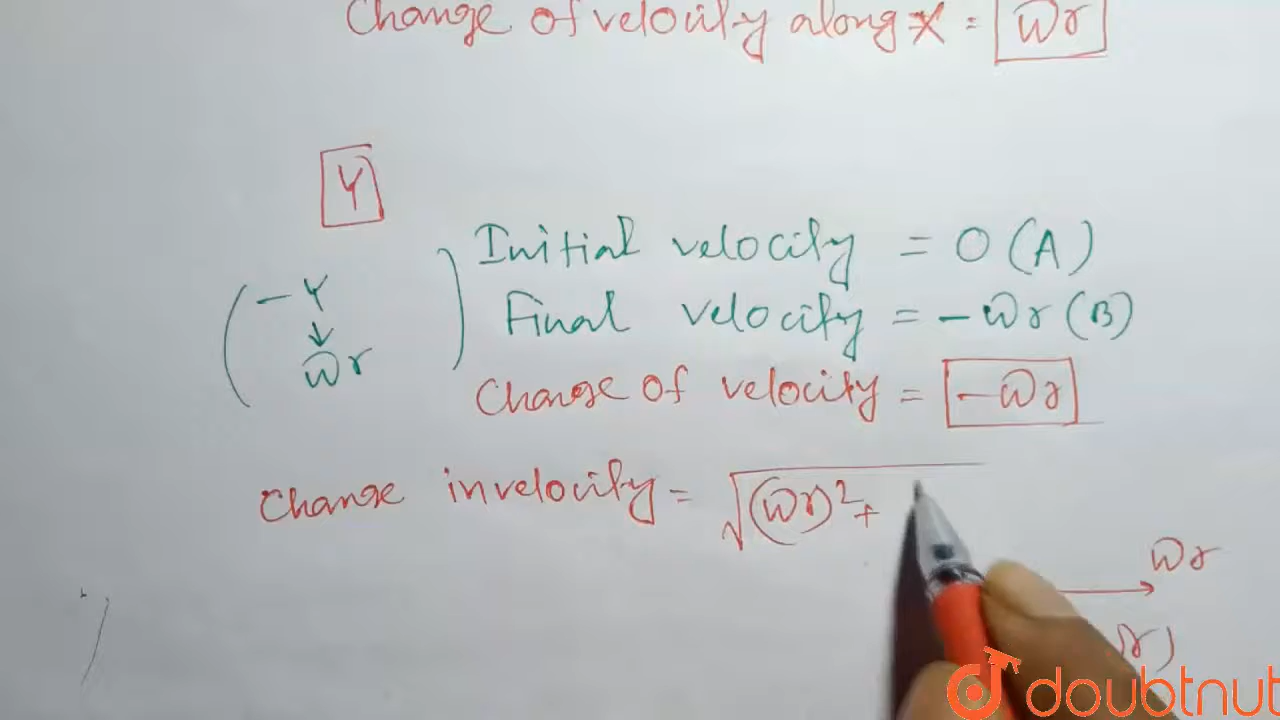 Change of velocity along X = ωr
Y
Initial velocity = 0 (A)
Final velocity = -ωr (B)
(-Y ↓ ωr)
Change of velocity = -ωr
Change in velocity = √(ωr)² +
ωr
r)
doubtnut